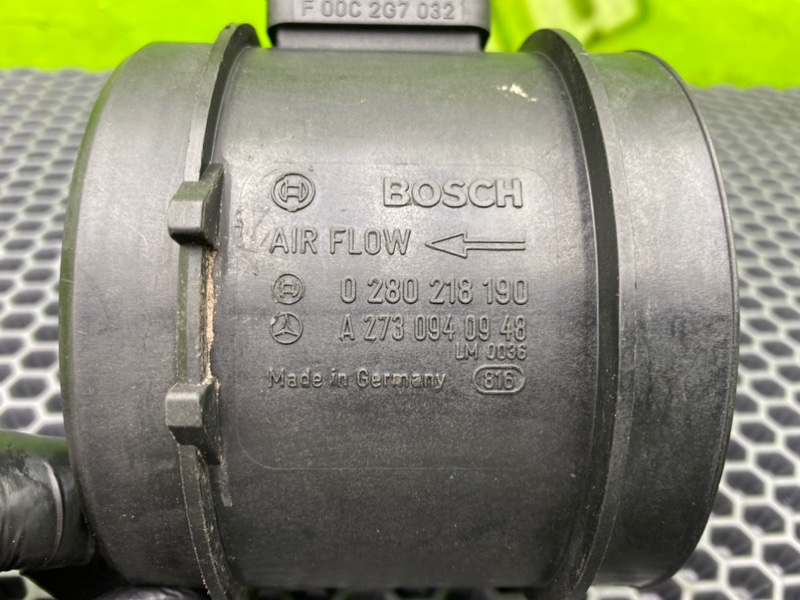 F 00C 2G7 032
BOSCH
AIR FLOW
0 280 218 190
A 273 094 09 48
LM 0036
Made in Germany 816